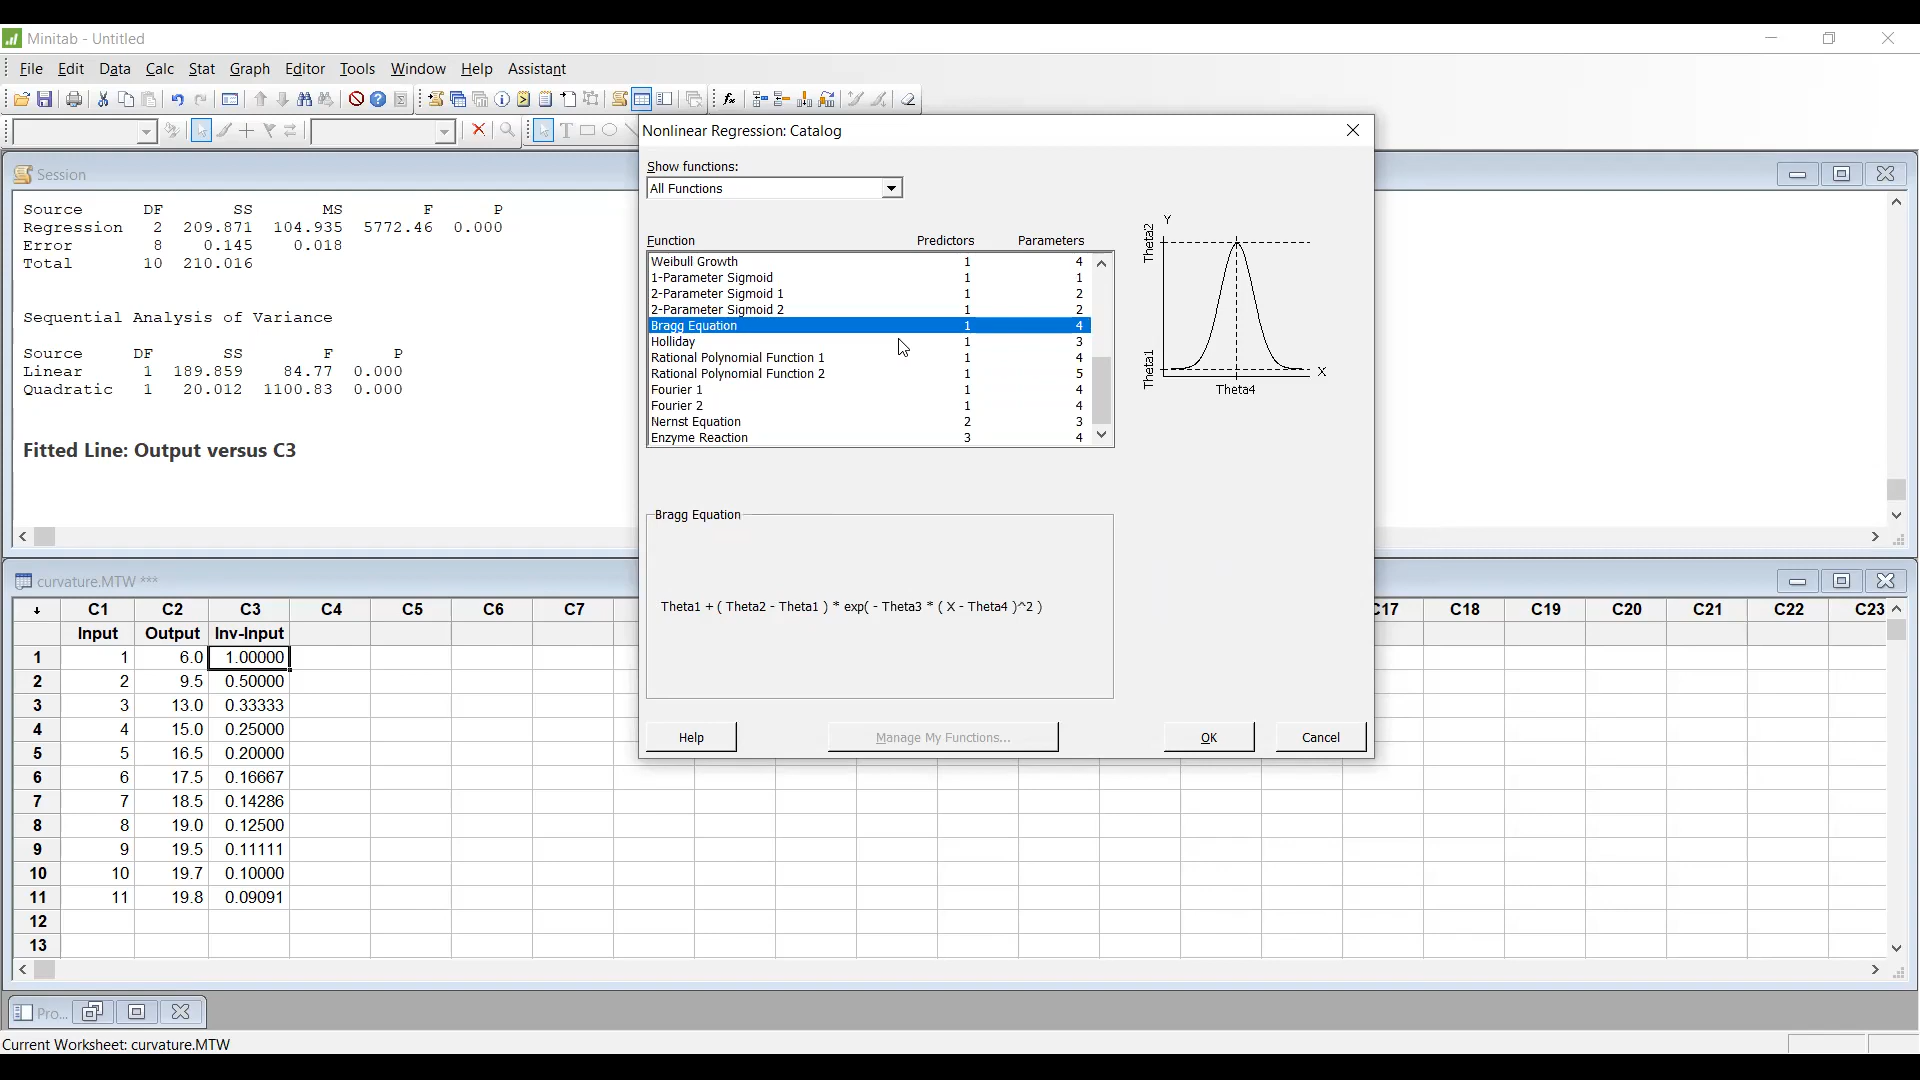 Minitab - Untitled
File Edit Data Calc Stat Graph Editor Tools Window Help Assistant
Session
Source DF SS MS F P
Regression 2 209.871 104.935 5772.46 0.000
Error 8 0.145 0.018
Total 10 210.016
Sequential Analysis of Variance
Source DF SS F P
Linear 1 189.859 84.77 0.000
Quadratic 1 20.012 1100.83 0.000
Fitted Line: Output versus C3
Nonlinear Regression: Catalog
Show functions:
All Functions
Function Predictors Parameters
Weibull Growth 1 4
1-Parameter Sigmoid 1 1
2-Parameter Sigmoid 1 1 2
2-Parameter Sigmoid 2 1 2
Bragg Equation 1 4
Holliday 1 3
Rational Polynomial Function 1 1 4
Rational Polynomial Function 2 1 5
Fourier 1 1 4
Fourier 2 1 4
Nernst Equation 2 3
Enzyme Reaction 3 4
Y
Theta2
Theta1
X
Theta4
Bragg Equation
Theta1 + ( Theta2 - Theta1 ) * exp( - Theta3 * ( X - Theta4 )^2 )
Help Manage My Functions... OK Cancel
curvature.MTW ***
C1 C2 C3 C4 C5 C6 C7 C17 C18 C19 C20 C21 C22 C23
Input Output Inv-Input
1 1 6.0 1.00000
2 2 9.5 0.50000
3 3 13.0 0.33333
4 4 15.0 0.25000
5 5 16.5 0.20000
6 6 17.5 0.16667
7 7 18.5 0.14286
8 8 19.0 0.12500
9 9 19.5 0.11111
10 10 19.7 0.10000
11 11 19.8 0.09091
12
13
Pro...
Current Worksheet: curvature.MTW